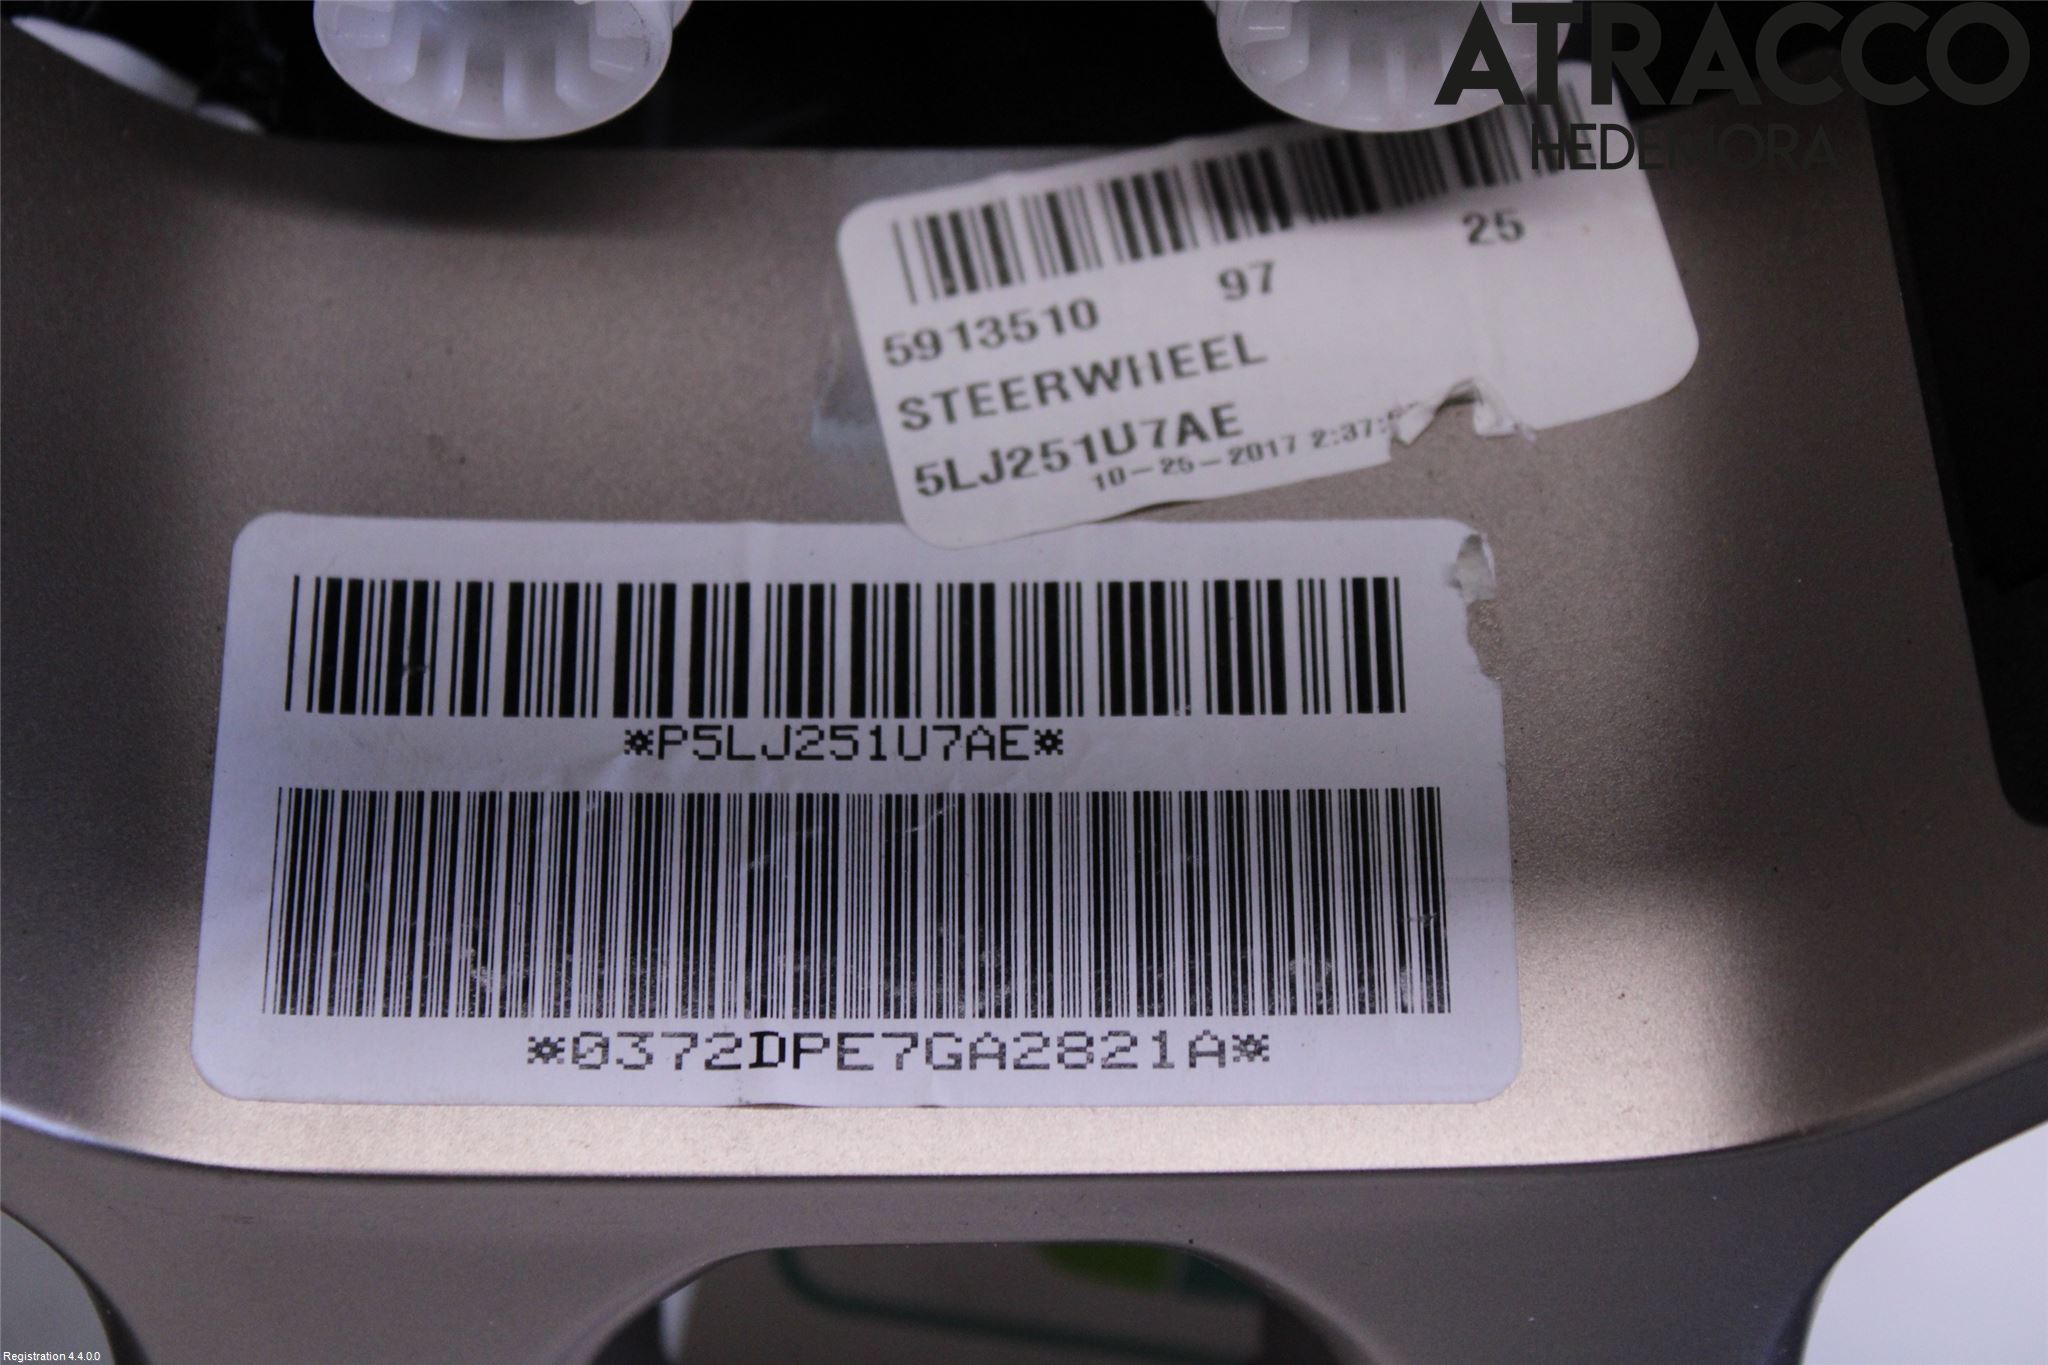 ATRACCO
HEDEMORA
5913510 97 25
STEERWHEEL
5LJ251U7AE
10-25-2017 2:37:
*P5LJ251U7AE*
*0372DPE7GA2821A*
Registration 4.4.0.0